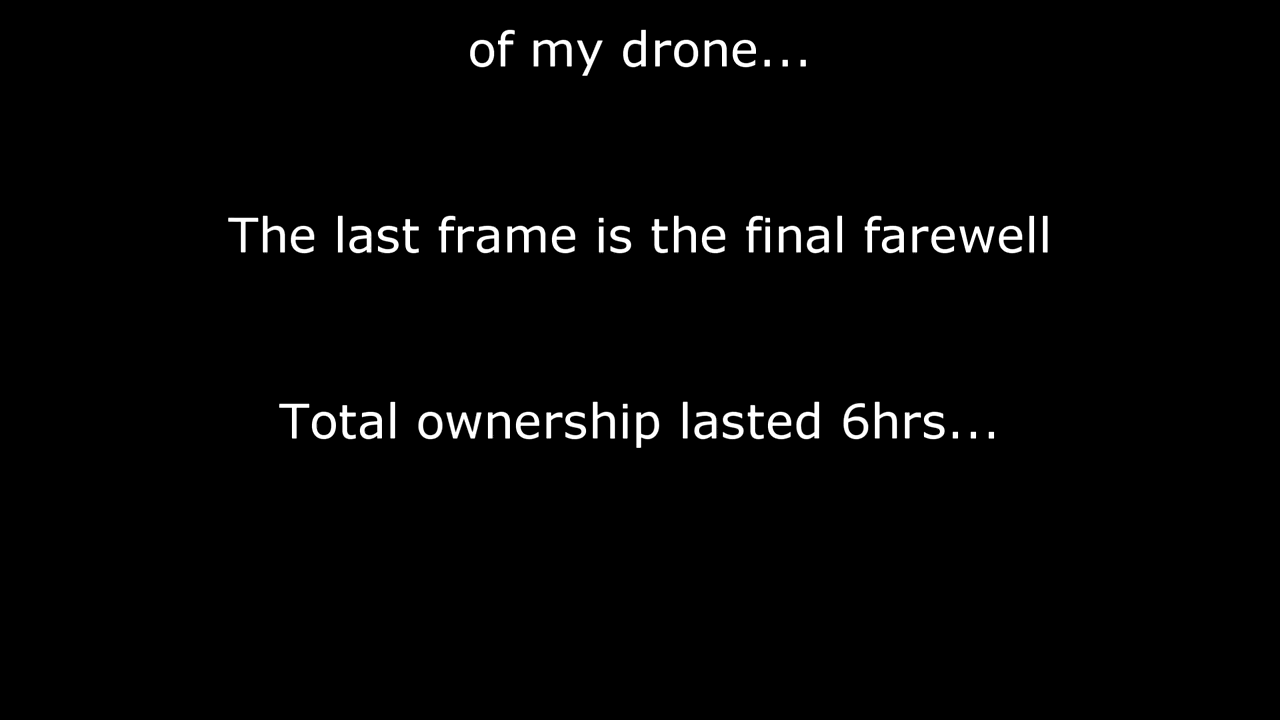 of my drone...
The last frame is the final farewell
Total ownership lasted 6hrs...